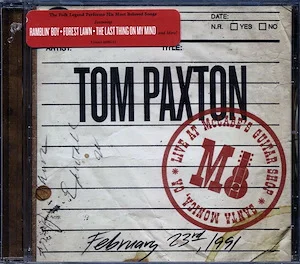 The Folk Legend Performs His Most Beloved Songs
RAMBLIN' BOY • FOREST LAWN • THE LAST THING ON MY MIND
DATE:
N.R. YES NO
ARTIST:
TITLE:
TOM PAXTON
LIVE AT McCABE'S GUITAR SHOP
M
SANTA MONICA, CA
February 23rd, 1991